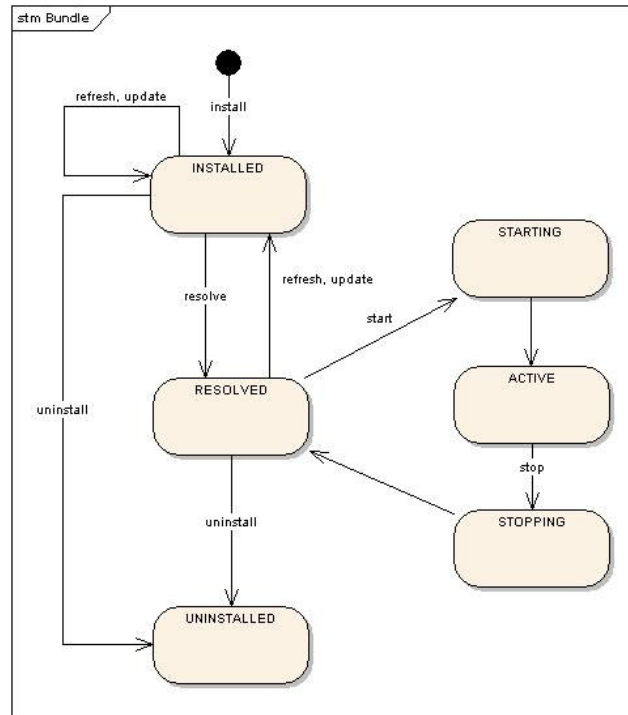 stm Bundle
refresh, update
install
INSTALLED
STARTING
resolve
refresh, update
start
RESOLVED
ACTIVE
uninstall
stop
uninstall
STOPPING
UNINSTALLED